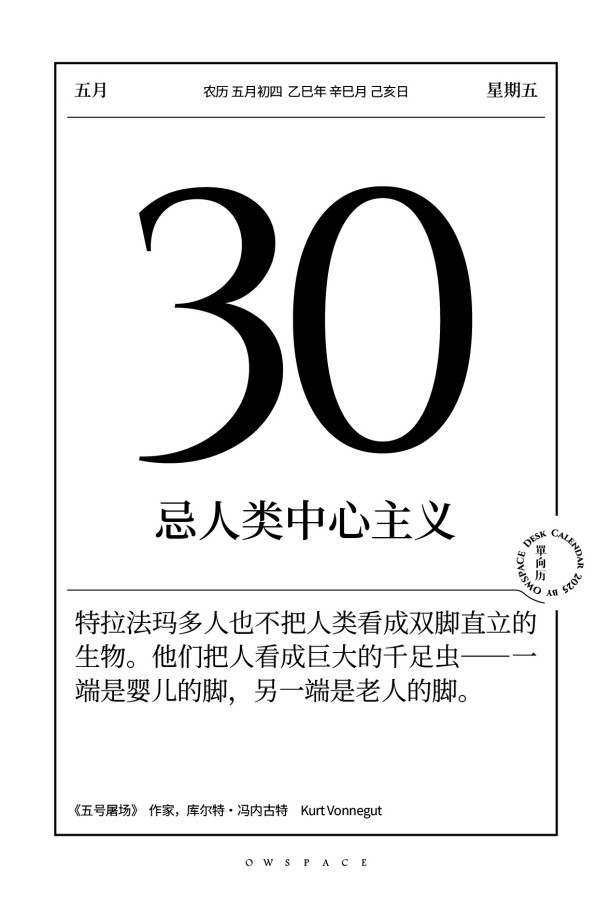 五月
农历 五月初四 乙巳年 辛巳月 己亥日
星期五
30
忌人类中心主义
OWSPACE DESK CALENDAR 2025 BY
單向历
特拉法玛多人也不把人类看成双脚直立的
生物。他们把人看成巨大的千足虫——一
端是婴儿的脚，另一端是老人的脚。
《五号屠场》 作家，库尔特·冯内古特 Kurt Vonnegut
OWSPACE